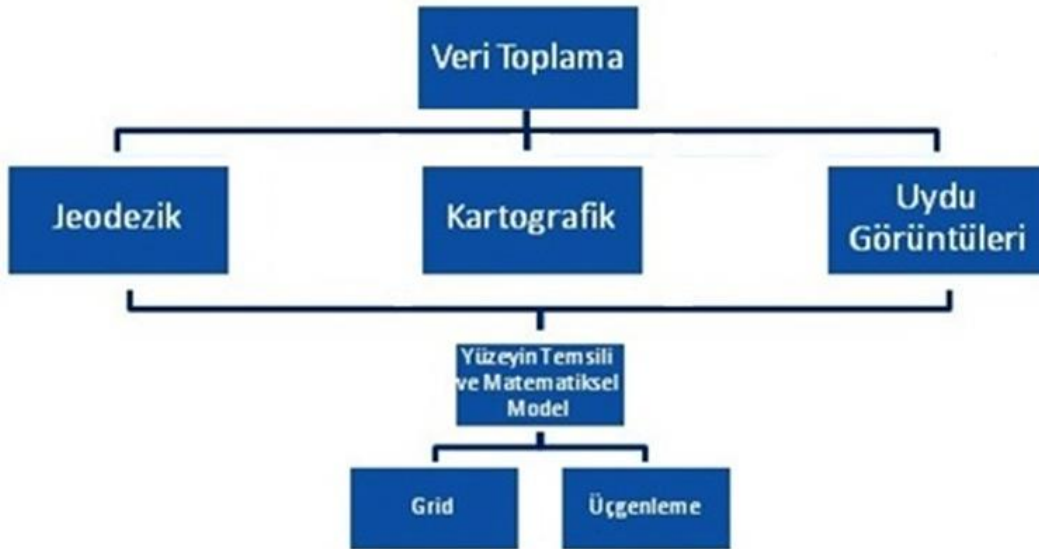 Veri Toplama
Jeodezik
Kartografik
Uydu
Görüntüleri
Yüzeyin Temsili
ve Matematiksel
Model
Grid
Üçgenleme